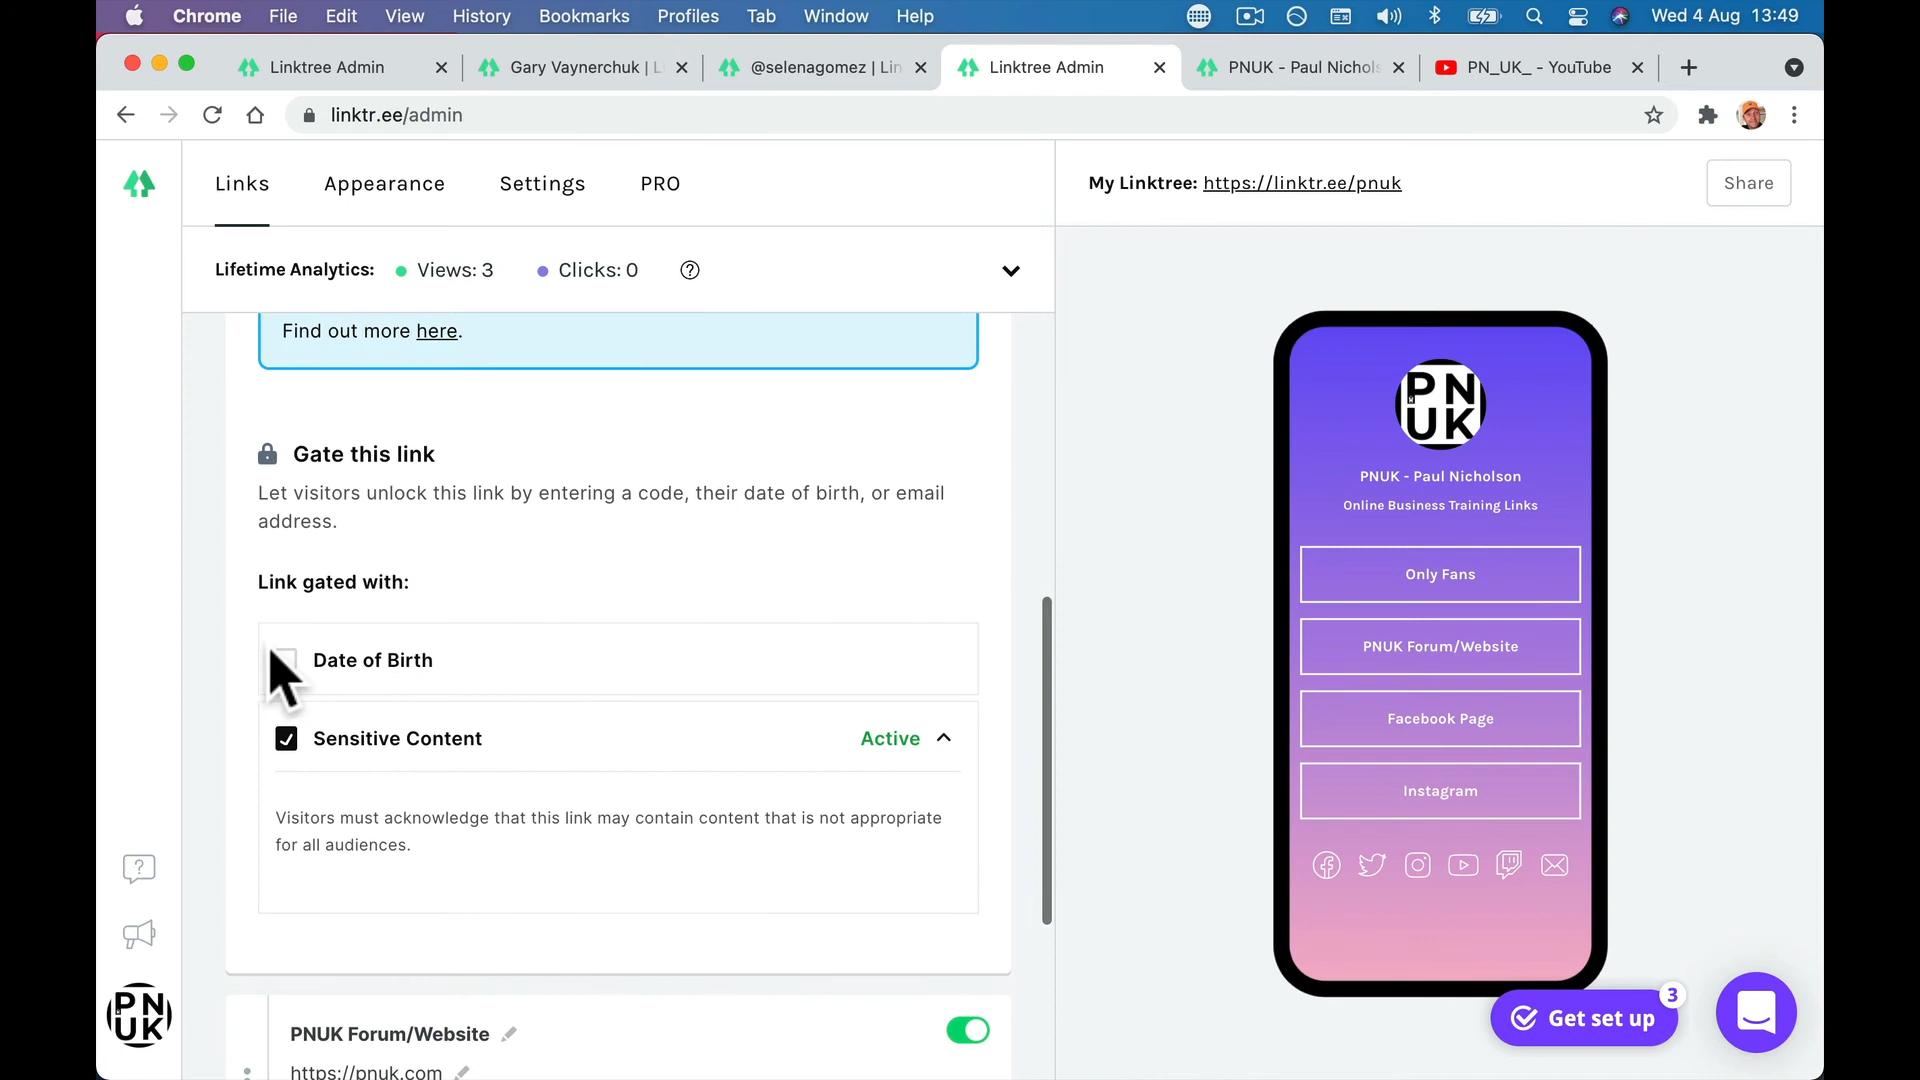 Chrome File Edit View History Bookmarks Profiles Tab Window Help Wed 4 Aug 13:49
Linktree Admin Gary Vaynerchuk | L @selenagomez | Lin Linktree Admin PNUK - Paul Nichols PN_UK_ - YouTube
linktr.ee/admin
Links Appearance Settings PRO
My Linktree: https://linktr.ee/pnuk Share
Lifetime Analytics: Views: 3 Clicks: 0
Find out more here.
Gate this link
Let visitors unlock this link by entering a code, their date of birth, or email
address.
Link gated with:
Date of Birth
Sensitive Content Active
Visitors must acknowledge that this link may contain content that is not appropriate
for all audiences.
PNUK Forum/Website
https://pnuk.com
PN
UK
PN
UK
PNUK - Paul Nicholson
Online Business Training Links
Only Fans
PNUK Forum/Website
Facebook Page
Instagram
Get set up 3